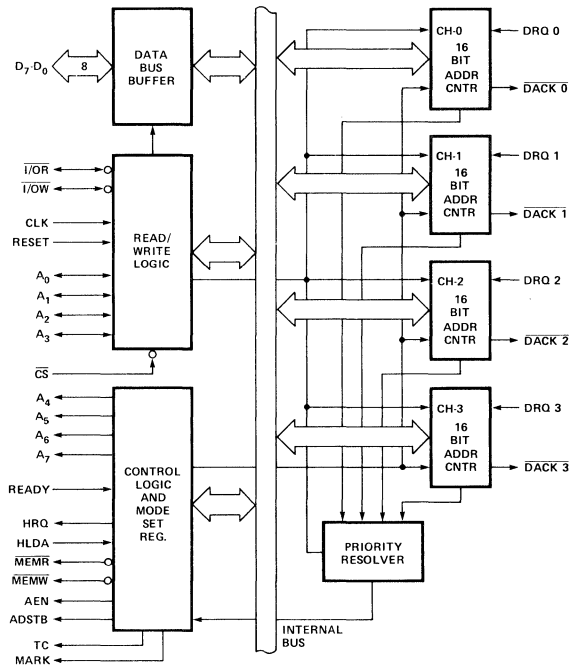 D7-D0
8
DATA
BUS
BUFFER
I/OR
I/OW
CLK
RESET
A0
A1
A2
A3
CS
READ/
WRITE
LOGIC
A4
A5
A6
A7
READY
HRQ
HLDA
MEMR
MEMW
AEN
ADSTB
TC
MARK
CONTROL
LOGIC
AND
MODE
SET
REG.
INTERNAL
BUS
CH-0
16
BIT
ADDR
CNTR
DRQ 0
DACK 0
CH-1
16
BIT
ADDR
CNTR
DRQ 1
DACK 1
CH-2
16
BIT
ADDR
CNTR
DRQ 2
DACK 2
CH-3
16
BIT
ADDR
CNTR
DRQ 3
DACK 3
PRIORITY
RESOLVER